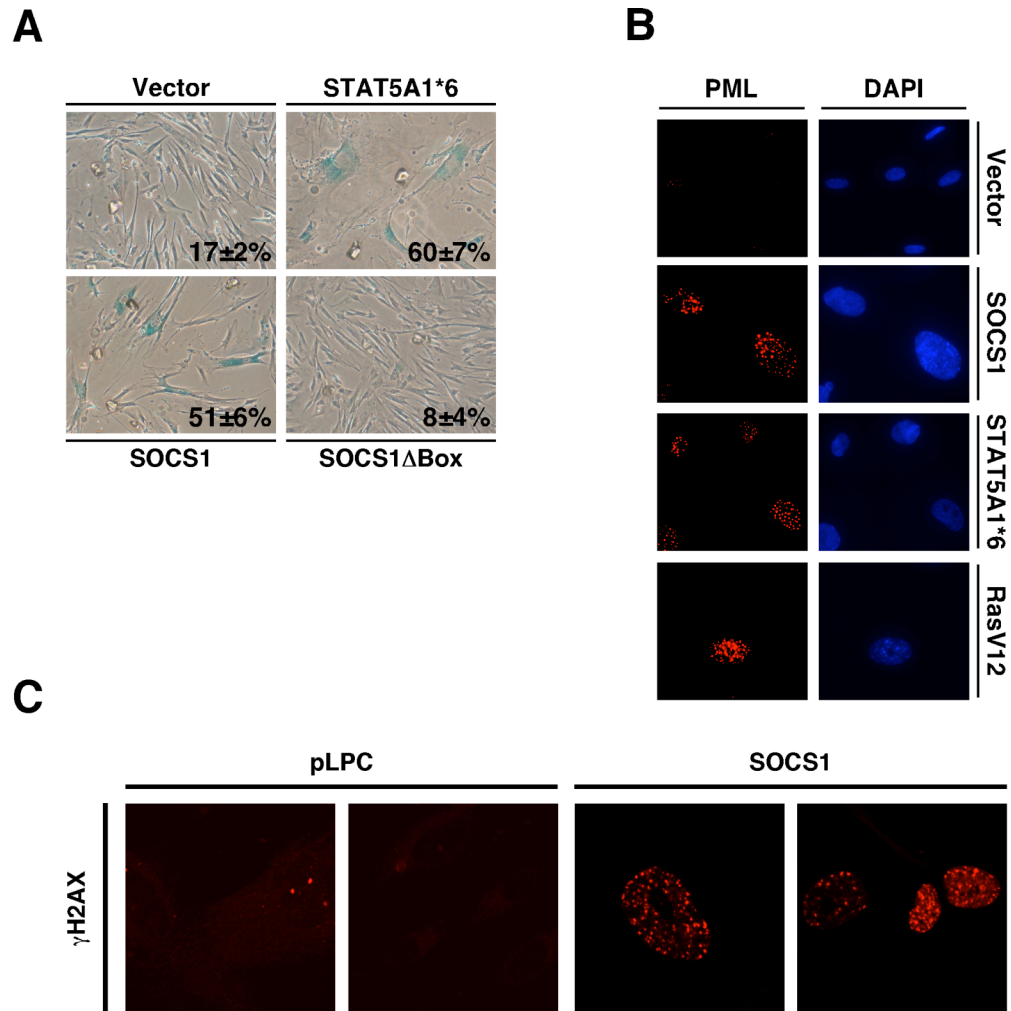 A
Vector STAT5A1*6
17±2% 60±7%
51±6% 8±4%
SOCS1 SOCS1ΔBox
B
PML DAPI
Vector
SOCS1
STAT5A1*6
RasV12
C
pLPC SOCS1
γH2AX